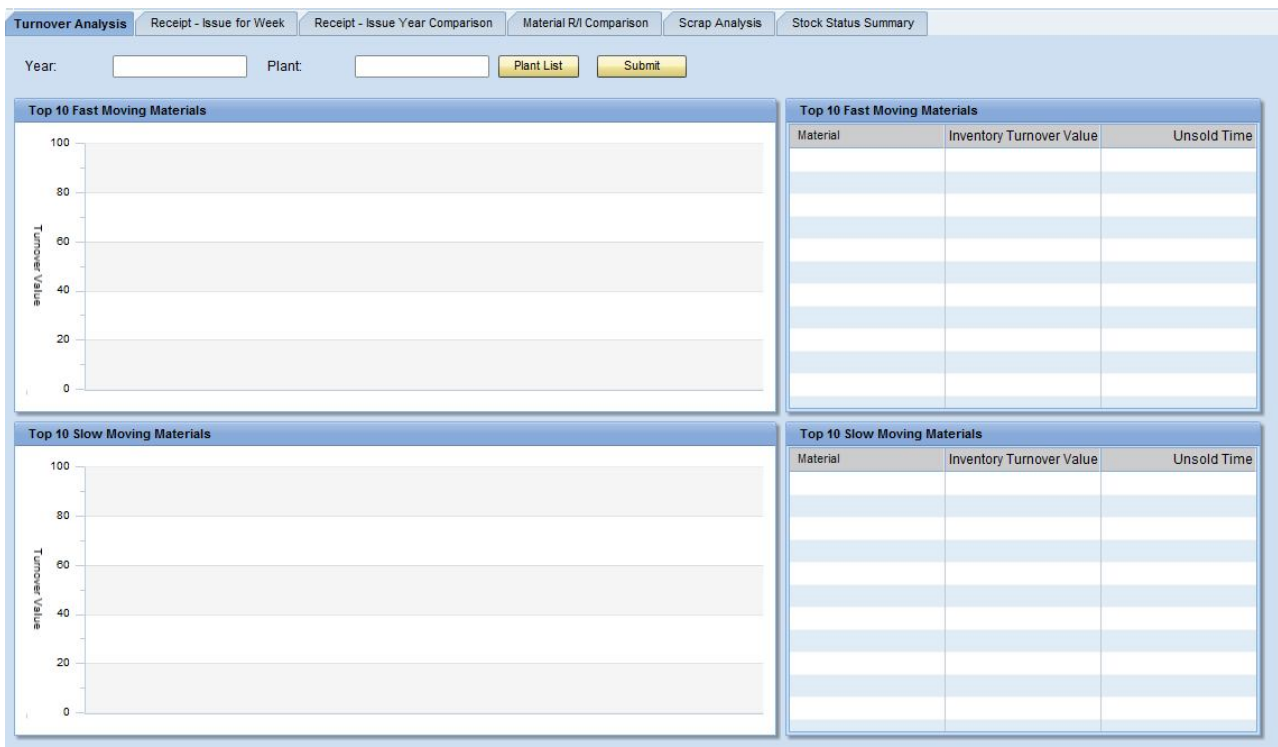 Turnover Analysis Receipt - Issue for Week Receipt - Issue Year Comparison Material R/I Comparison Scrap Analysis Stock Status Summary
Year: Plant: Plant List Submit
Top 10 Fast Moving Materials
100
80
60
40
20
0
Turnover Value
Top 10 Fast Moving Materials
Material Inventory Turnover Value Unsold Time
Top 10 Slow Moving Materials
100
80
60
40
20
0
Turnover Value
Top 10 Slow Moving Materials
Material Inventory Turnover Value Unsold Time